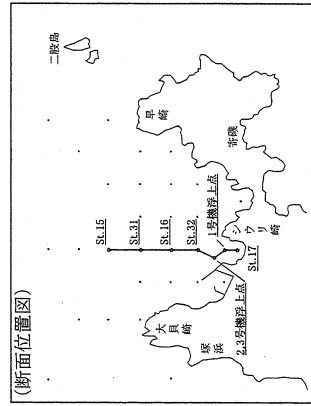 (断面位置図)
二股島
早崎
寄磯
St.15
St.31
St.16
St.32
1号機浮上点
シウリ崎
St.17
2,3号機浮上点
大貝崎
塚浜